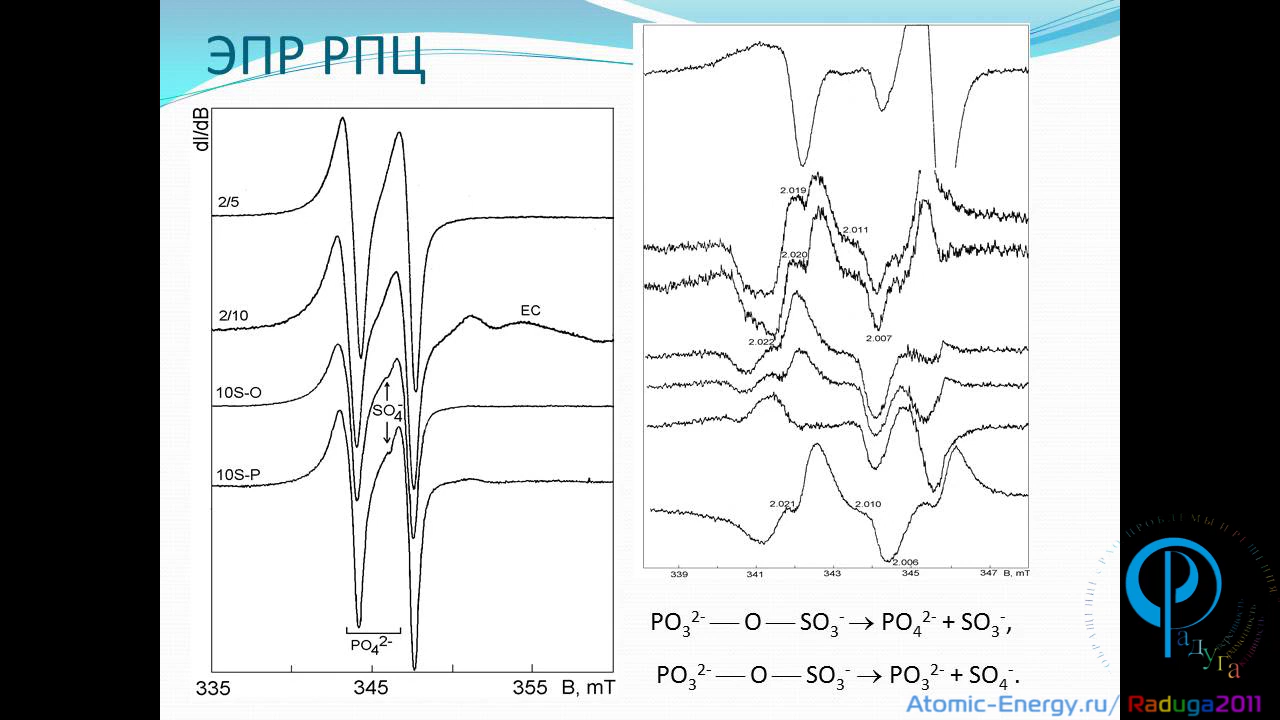 ЭПР РПЦ
dI/dB
2/5
2/10
EC
10S-O
SO₄⁻
10S-P
PO₄²⁻
335 345 355 B, mT
2.019
2.011
2.020
2.022
2.007
2.021
2.010
2.006
339 341 343 345 347 B, mT
PO₃²⁻ — O — SO₃⁻ → PO₄²⁻ + SO₃⁻,
PO₃²⁻ — O — SO₃⁻ → PO₃²⁻ + SO₄⁻.
Радуга
Atomic-Energy.ru/Raduga2011